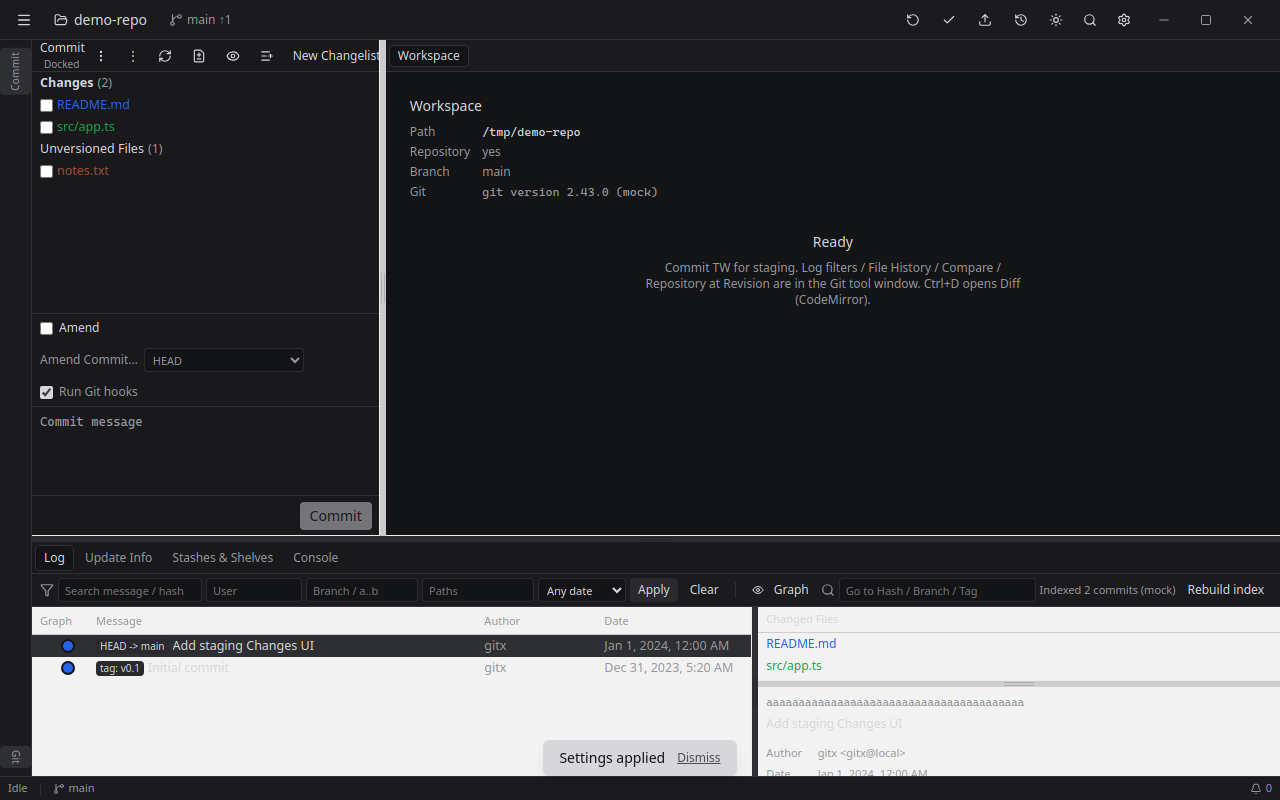 demo-repo
main ↑1
Commit
Commit
Docked
New Changelist
Workspace
Changes (2)
README.md
src/app.ts
Unversioned Files (1)
notes.txt
Workspace
Path /tmp/demo-repo
Repository yes
Branch main
Git git version 2.43.0 (mock)
Ready
Commit TW for staging. Log filters / File History / Compare /
Repository at Revision are in the Git tool window. Ctrl+D opens Diff
(CodeMirror).
Amend
Amend Commit... HEAD
Run Git hooks
Commit message
Commit
Log Update Info Stashes & Shelves Console
Search message / hash User Branch / a..b Paths Any date Apply Clear Graph Go to Hash / Branch / Tag Indexed 2 commits (mock) Rebuild index
Graph Message Author Date
HEAD -> main Add staging Changes UI gitx Jan 1, 2024, 12:00 AM
tag: v0.1 Initial commit gitx Dec 31, 2023, 5:20 AM
Changed Files
README.md
src/app.ts
aaaaaaaaaaaaaaaaaaaaaaaaaaaaaaaaaaaaaaaa
Add staging Changes UI
Author gitx <gitx@local>
Date Jan 1, 2024, 12:00 AM
Settings applied Dismiss
Git
Idle main 0